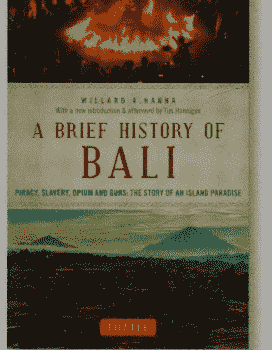 WILLARD A. HANNA
With a new introduction & afterword by Tim Hannigan
A BRIEF HISTORY OF
BALI
PIRACY, SLAVERY, OPIUM AND GUNS: THE STORY OF AN ISLAND PARADISE
TUTTLE